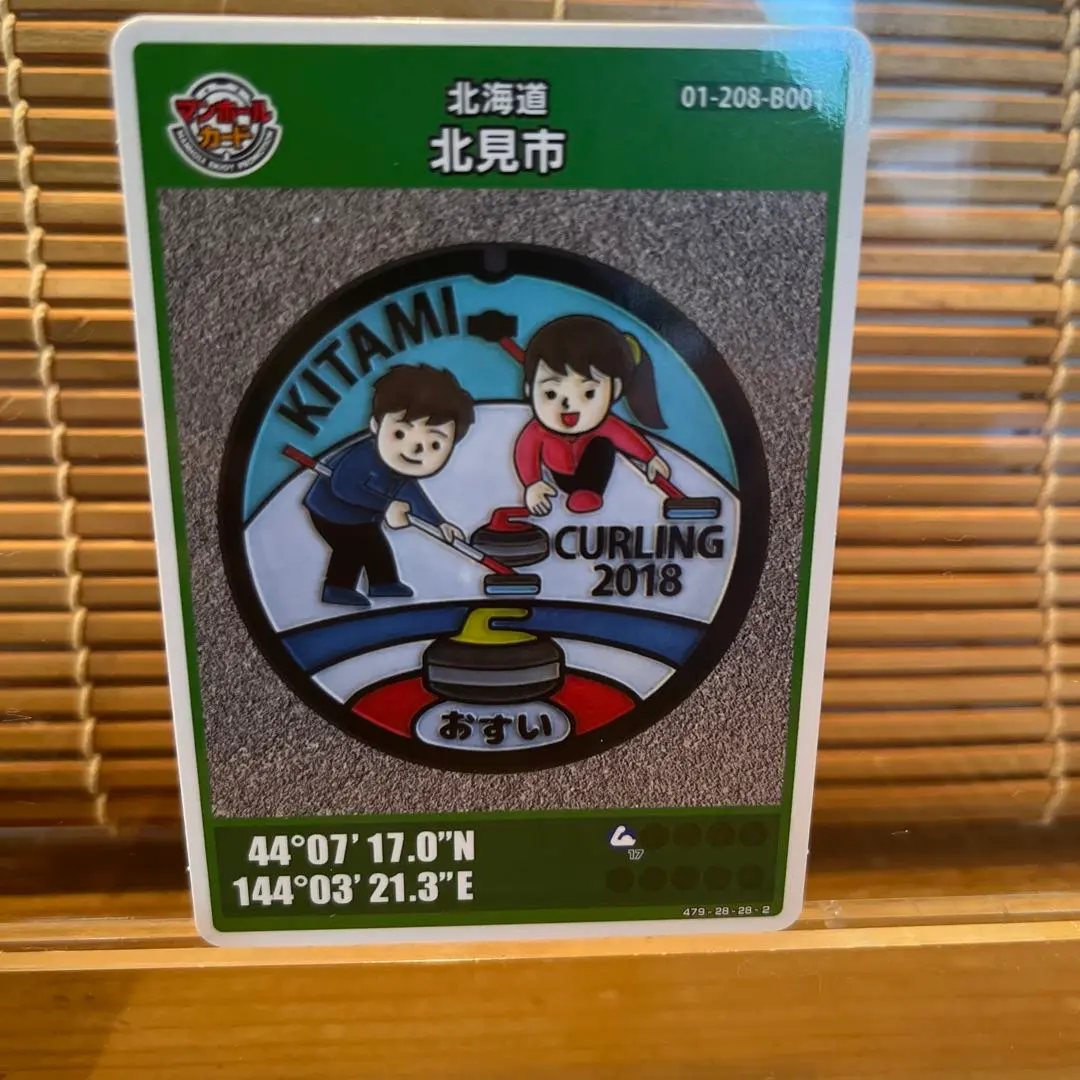 マンホール
カード
北海道
北見市
01-208-B001
KITAMI
CURLING
2018
おすい
44°07’17.0”N
144°03’21.3”E
17
479-28-28-2